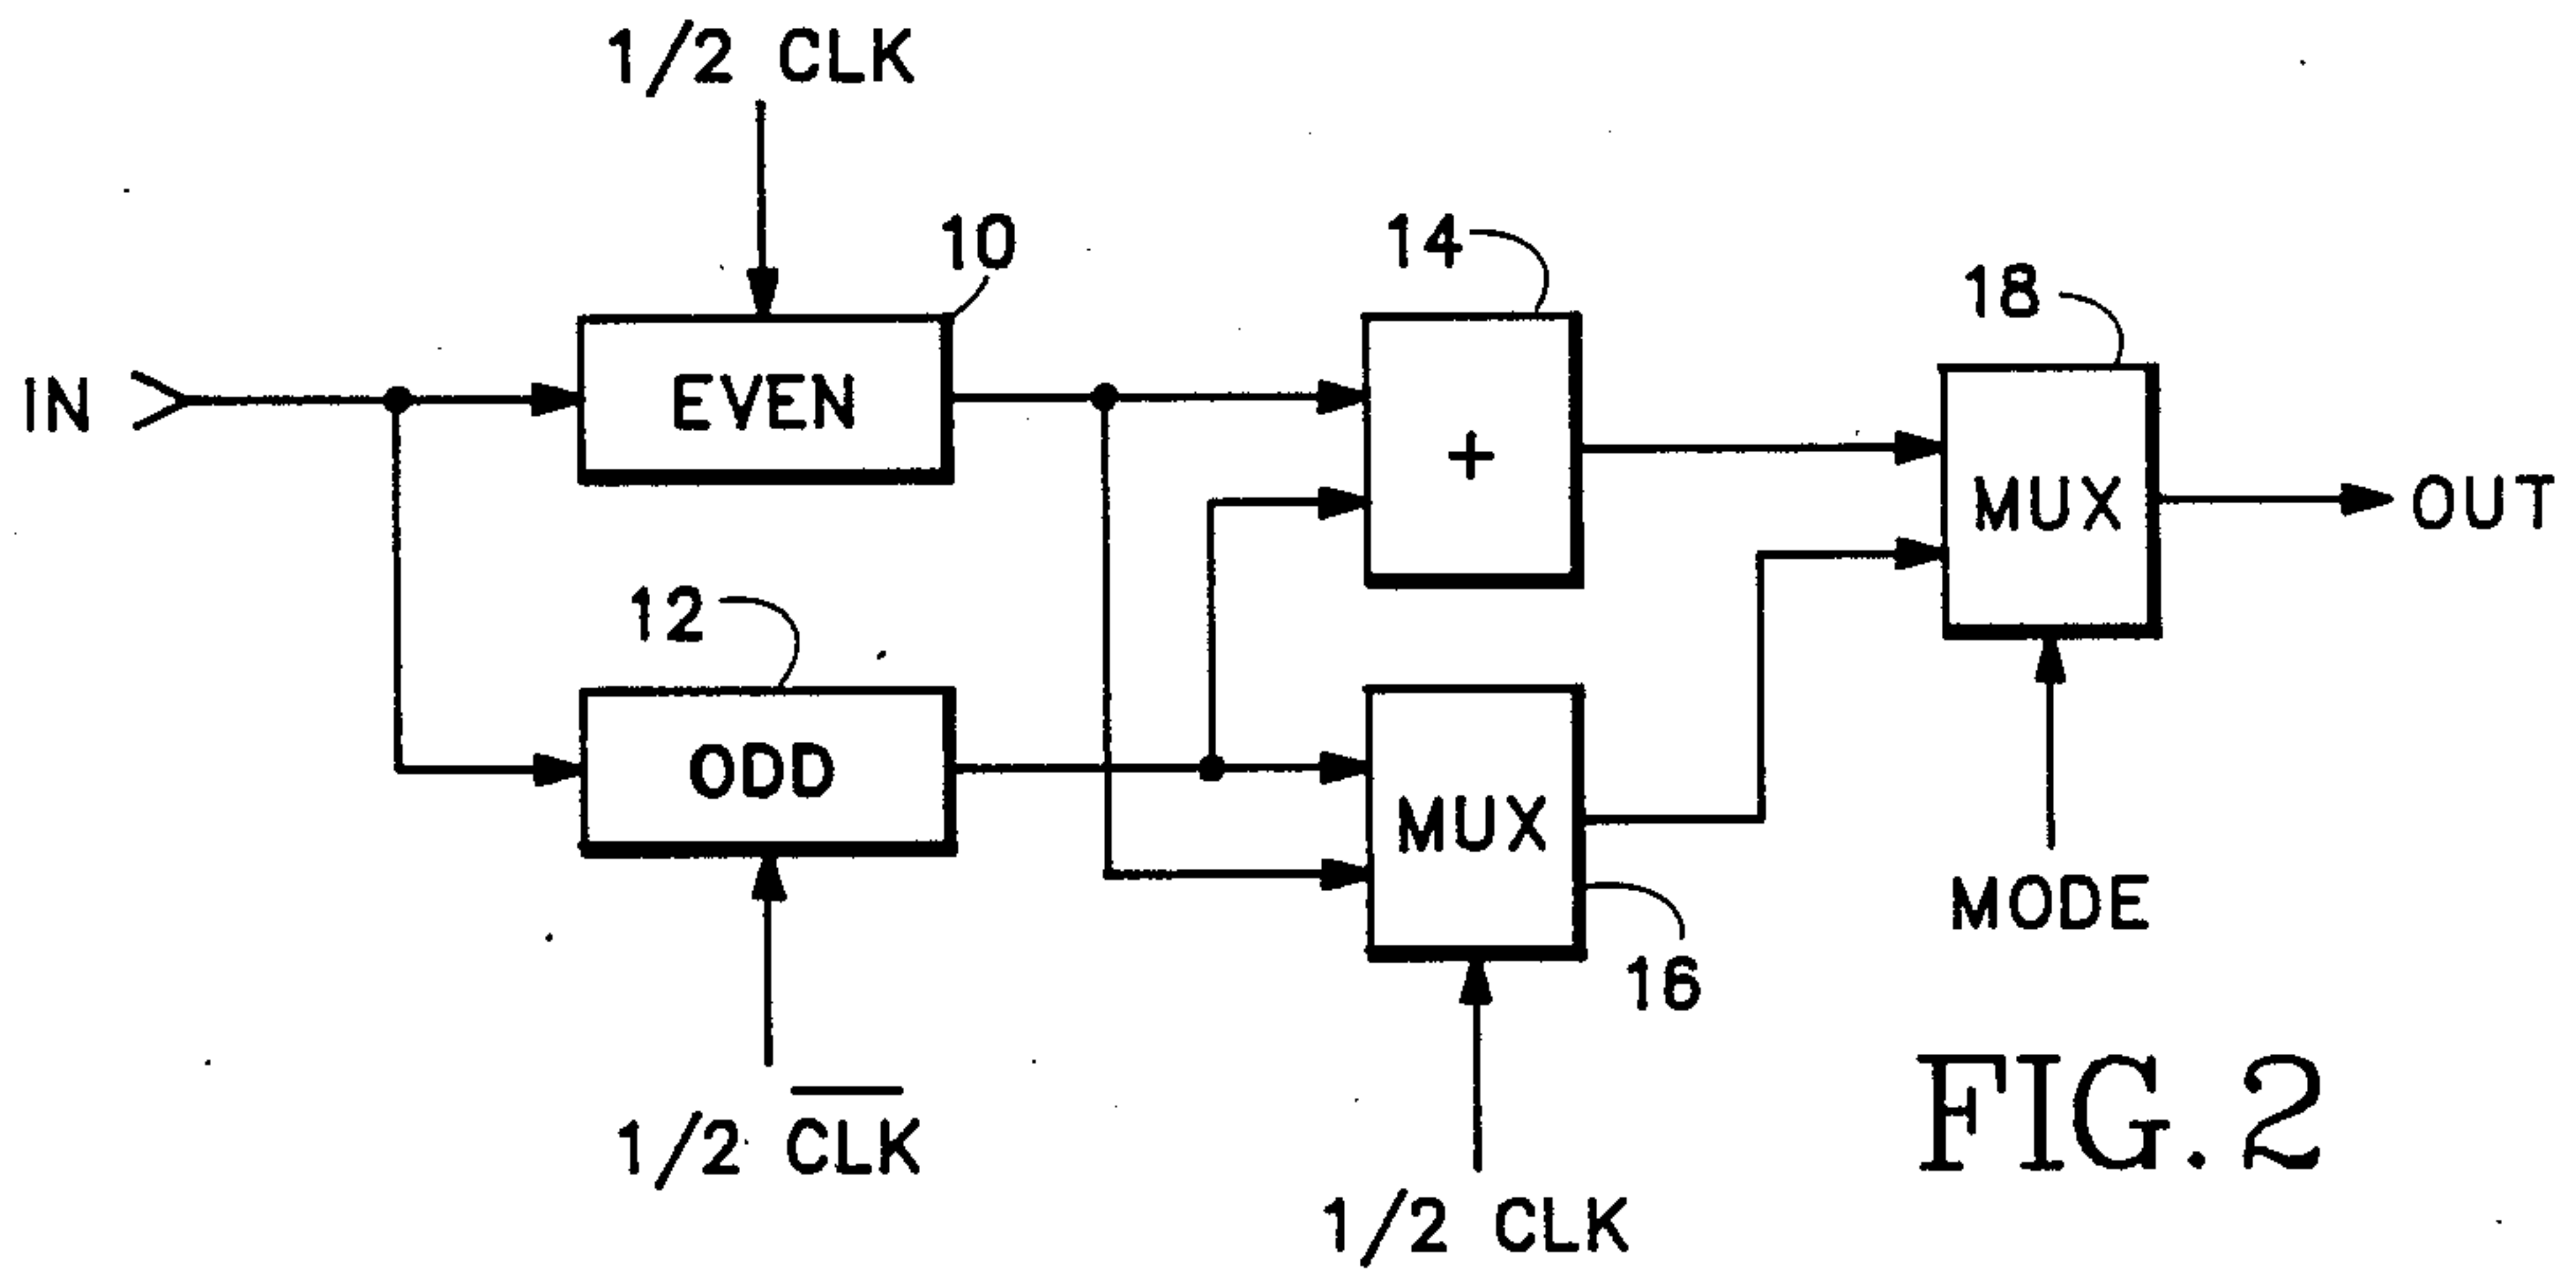 1/2 CLK
10
14
18
IN
EVEN
+
MUX
OUT
12
ODD
MUX
MODE
16
1/2 C̅L̅K̅
1/2 CLK
FIG. 2